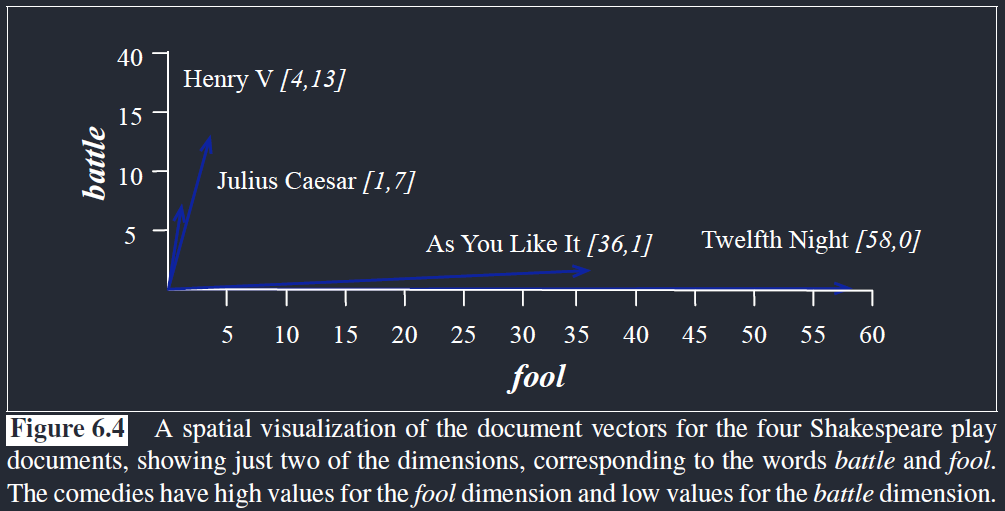 40
Henry V [4,13]
15
battle
10
Julius Caesar [1,7]
5
As You Like It [36,1]
Twelfth Night [58,0]
5 10 15 20 25 30 35 40 45 50 55 60
fool
Figure 6.4 A spatial visualization of the document vectors for the four Shakespeare play
documents, showing just two of the dimensions, corresponding to the words battle and fool.
The comedies have high values for the fool dimension and low values for the battle dimension.